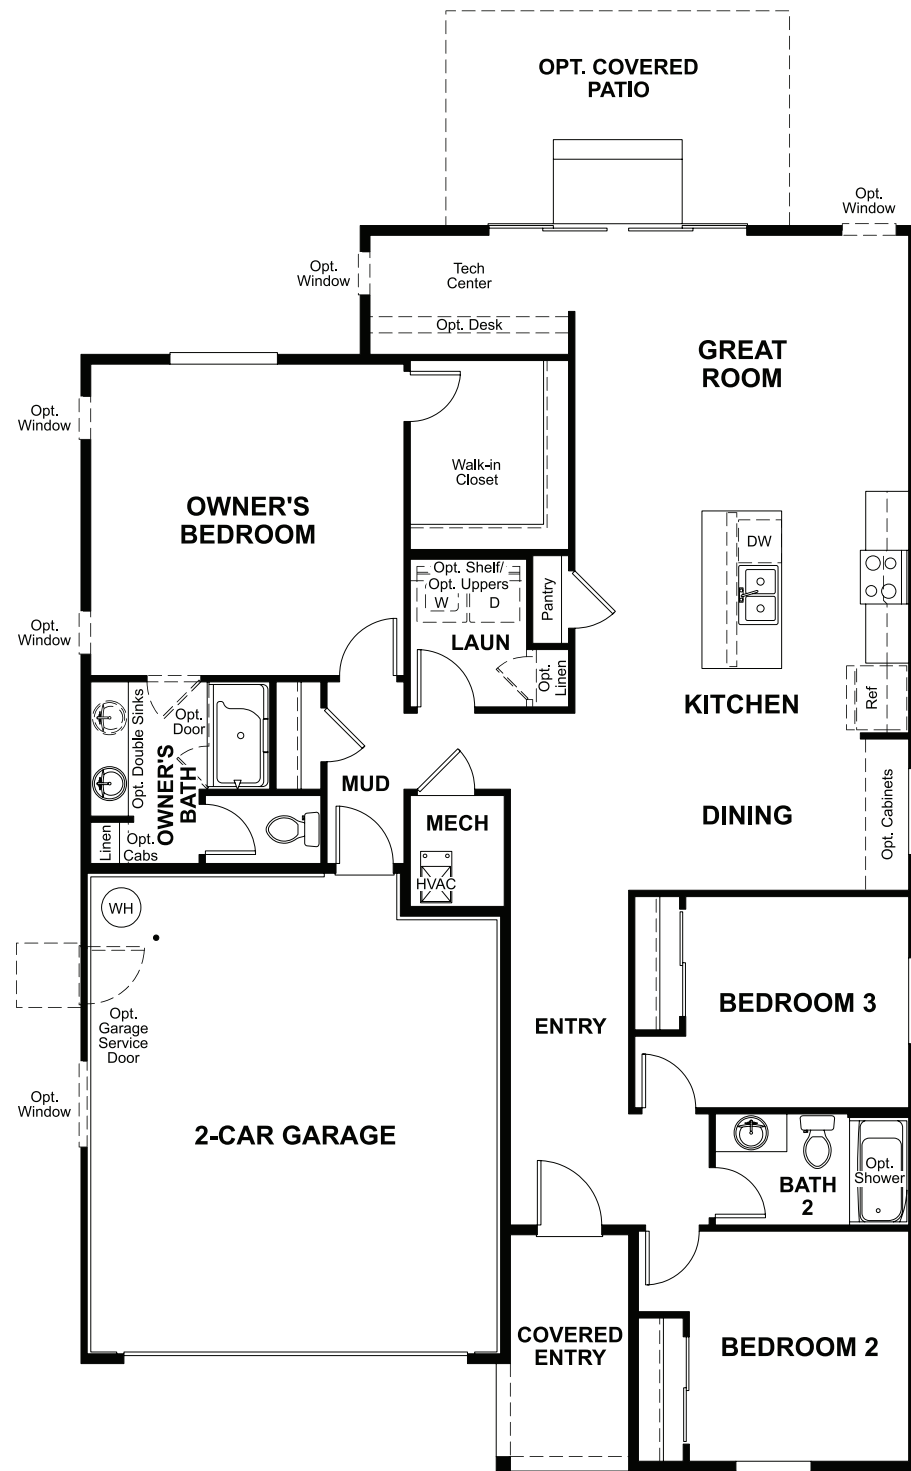 OPT. COVERED
PATIO
Opt.
Window
Opt.
Window
Tech
Center
Opt. Desk
GREAT
ROOM
Opt.
Window
Walk-in
Closet
OWNER'S
BEDROOM
DW
Opt. Shelf/
Opt. Uppers
W
D
Pantry
LAUN
Opt.
Window
Opt.
Linen
Ref
KITCHEN
Opt. Double Sinks
Opt.
Door
OWNER'S
BATH
MUD
Linen
Opt.
Cabs
MECH
HVAC
DINING
Opt. Cabinets
WH
Opt.
Garage
Service
Door
ENTRY
BEDROOM 3
Opt.
Window
2-CAR GARAGE
Opt.
Shower
BATH
2
COVERED
ENTRY
BEDROOM 2